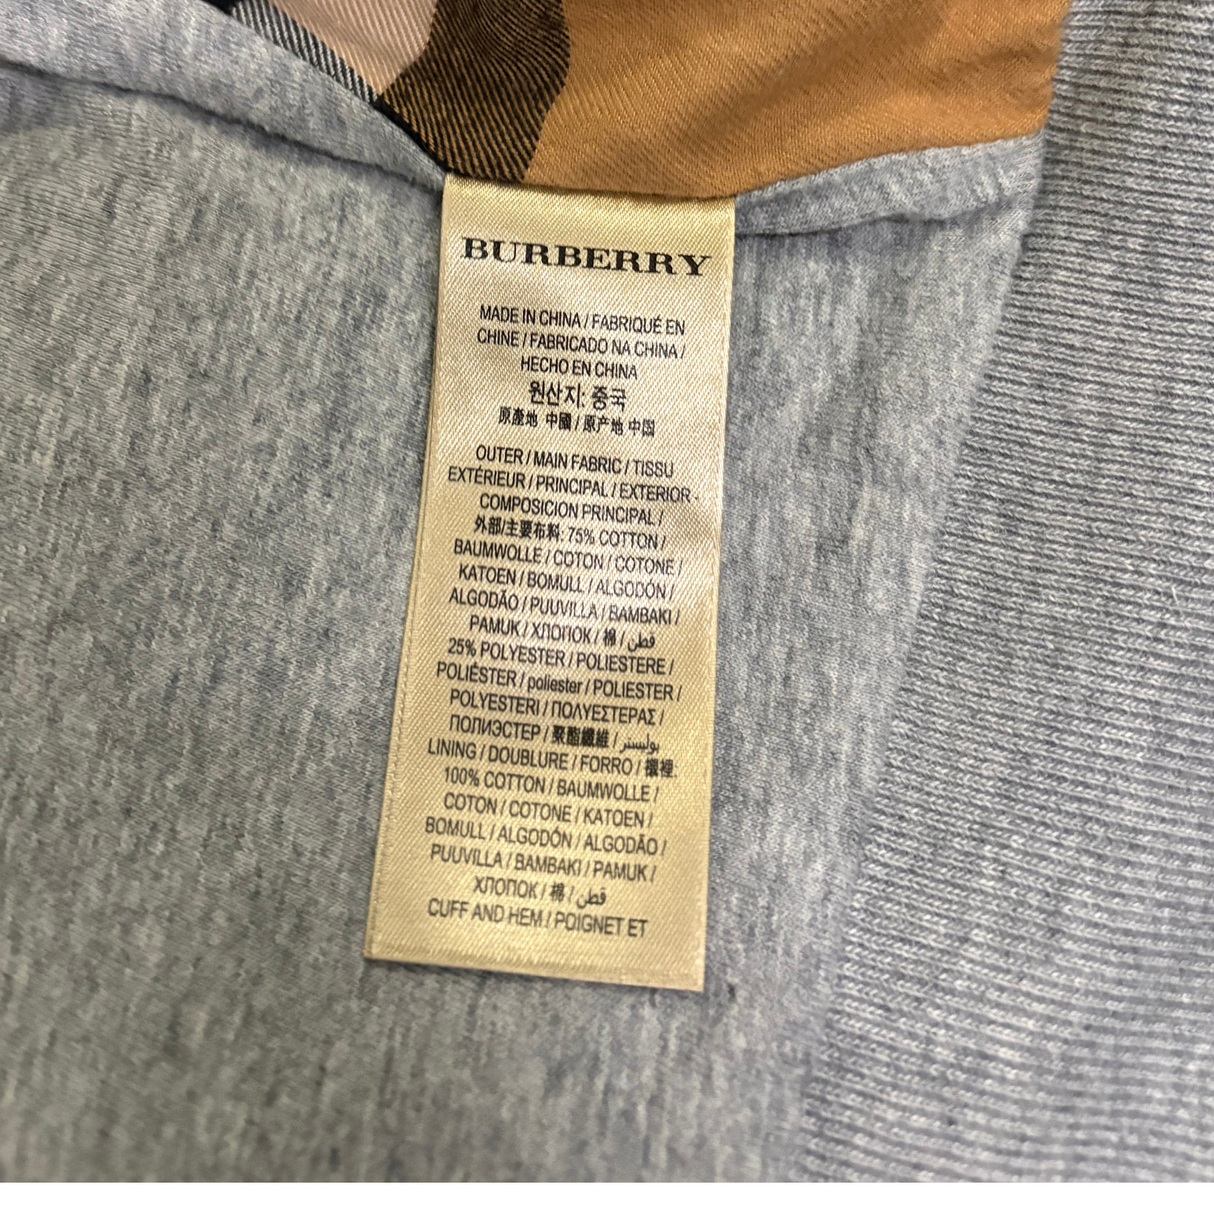 BURBERRY
MADE IN CHINA / FABRIQUÉ EN
CHINE / FABRICADO NA CHINA /
HECHO EN CHINA
원산지: 중국
原產地 中國 / 原产地 中国
OUTER / MAIN FABRIC / TISSU
EXTÉRIEUR / PRINCIPAL / EXTERIOR -
COMPOSICION PRINCIPAL /
外部/主要布料: 75% COTTON /
BAUMWOLLE / COTON / COTONE /
KATOEN / BOMULL / ALGODÓN /
ALGODÃO / PUUVILLA / BAMBAKI /
PAMUK / ХЛОПОК / 棉 / قطن
25% POLYESTER / POLIESTERE /
POLIÉSTER / poliester / POLIESTER /
POLYESTERI / ΠΟΛΥΕΣΤΕΡΑΣ /
ПОЛИЭСТЕР / 聚酯纖維 / بوليستر
LINING / DOUBLURE / FORRO / 襯裡:
100% COTTON / BAUMWOLLE /
COTON / COTONE / KATOEN /
BOMULL / ALGODÓN / ALGODÃO /
PUUVILLA / BAMBAKI / PAMUK /
ХЛОПОК / 棉 / قطن
CUFF AND HEM / POIGNET ET